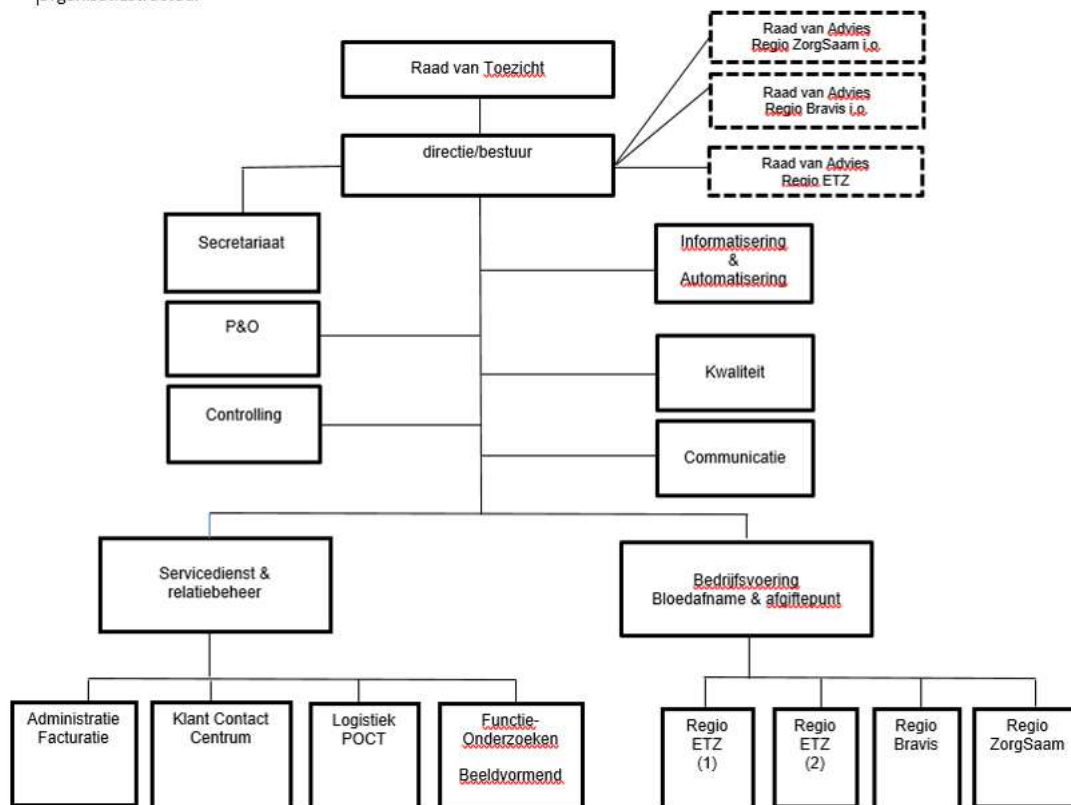 Raad van Toezicht
directie/bestuur
Raad van Advies
Regio ZorgSaam i.o.
Raad van Advies
Regio Bravis i.o.
Raad van Advies
Regio ETZ
Secretariaat
P&O
Controlling
Informatisering
&
Automatisering
Kwaliteit
Communicatie
Servicedienst &
relatiebeheer
Bedrijfsvoering
Bloedafname & afgiftepunt
Administratie
Facturatie
Klant Contact
Centrum
Logistiek
POCT
Functie-
Onderzoeken
Beeldvormend
Regio
ETZ
(1)
Regio
ETZ
(2)
Regio
Bravis
Regio
ZorgSaam